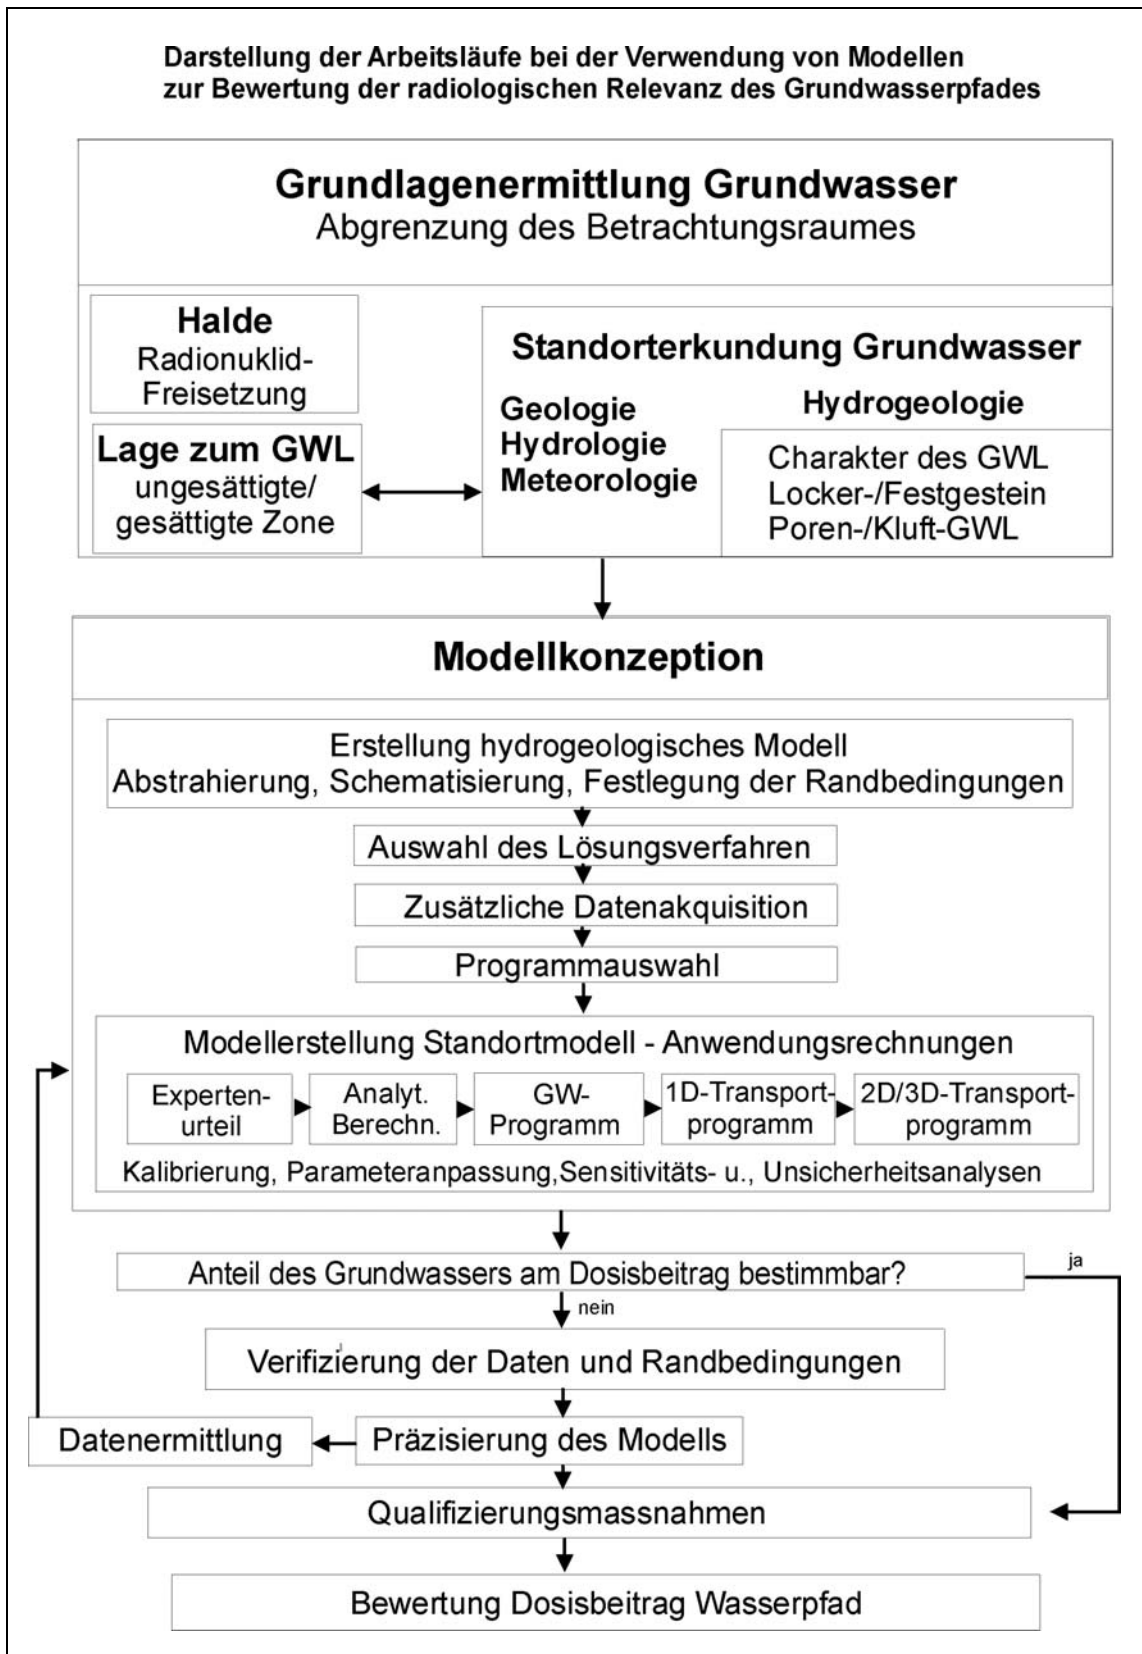 Darstellung der Arbeitsläufe bei der Verwendung von Modellen
zur Bewertung der radiologischen Relevanz des Grundwasserpfades
Grundlagenermittlung Grundwasser
Abgrenzung des Betrachtungsraumes
Halde
Radionuklid-
Freisetzung
Lage zum GWL
ungesättigte/
gesättigte Zone
Standorterkundung Grundwasser
Geologie
Hydrologie
Meteorologie
Hydrogeologie
Charakter des GWL
Locker-/Festgestein
Poren-/Kluft-GWL
Modellkonzeption
Erstellung hydrogeologisches Modell
Abstrahierung, Schematisierung, Festlegung der Randbedingungen
Auswahl des Lösungsverfahren
Zusätzliche Datenakquisition
Programmauswahl
Modellerstellung Standortmodell - Anwendungsrechnungen
Experten-
urteil
Analyt.
Berechn.
GW-
Programm
1D-Transport-
programm
2D/3D-Transport-
programm
Kalibrierung, Parameteranpassung,Sensitivitäts- u., Unsicherheitsanalysen
Anteil des Grundwassers am Dosisbeitrag bestimmbar?
ja
nein
Verifizierung der Daten und Randbedingungen
Datenermittlung
Präzisierung des Modells
Qualifizierungsmassnahmen
Bewertung Dosisbeitrag Wasserpfad